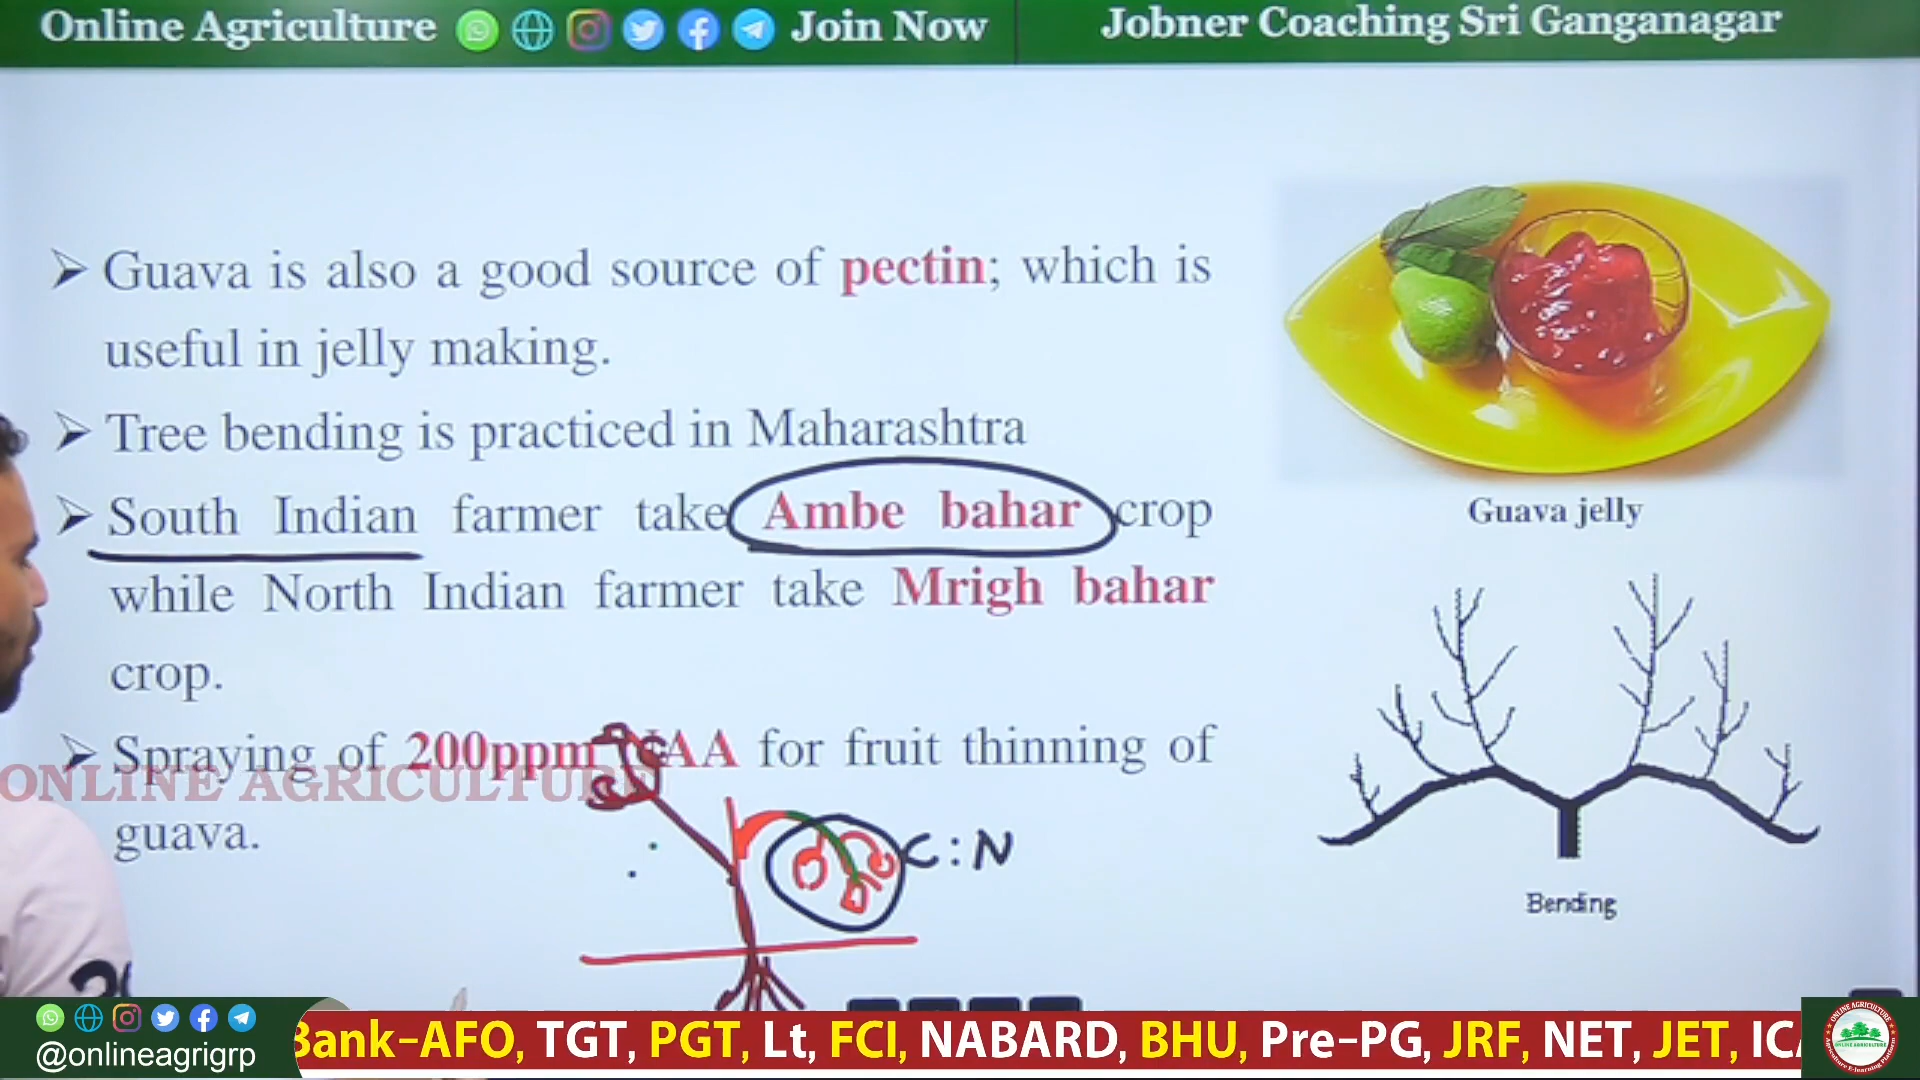 Online Agriculture Join Now Jobner Coaching Sri Ganganagar
Guava is also a good source of pectin; which is
useful in jelly making.
Tree bending is practiced in Maharashtra
South Indian farmer take Ambe bahar crop
while North Indian farmer take Mrigh bahar
crop.
Spraying of 200ppm NAA for fruit thinning of
guava.
Guava jelly
Bending
C:N
ONLINE AGRICULTURE
@onlineagrigrp
Bank-AFO, TGT, PGT, Lt, FCI, NABARD, BHU, Pre-PG, JRF, NET, JET,